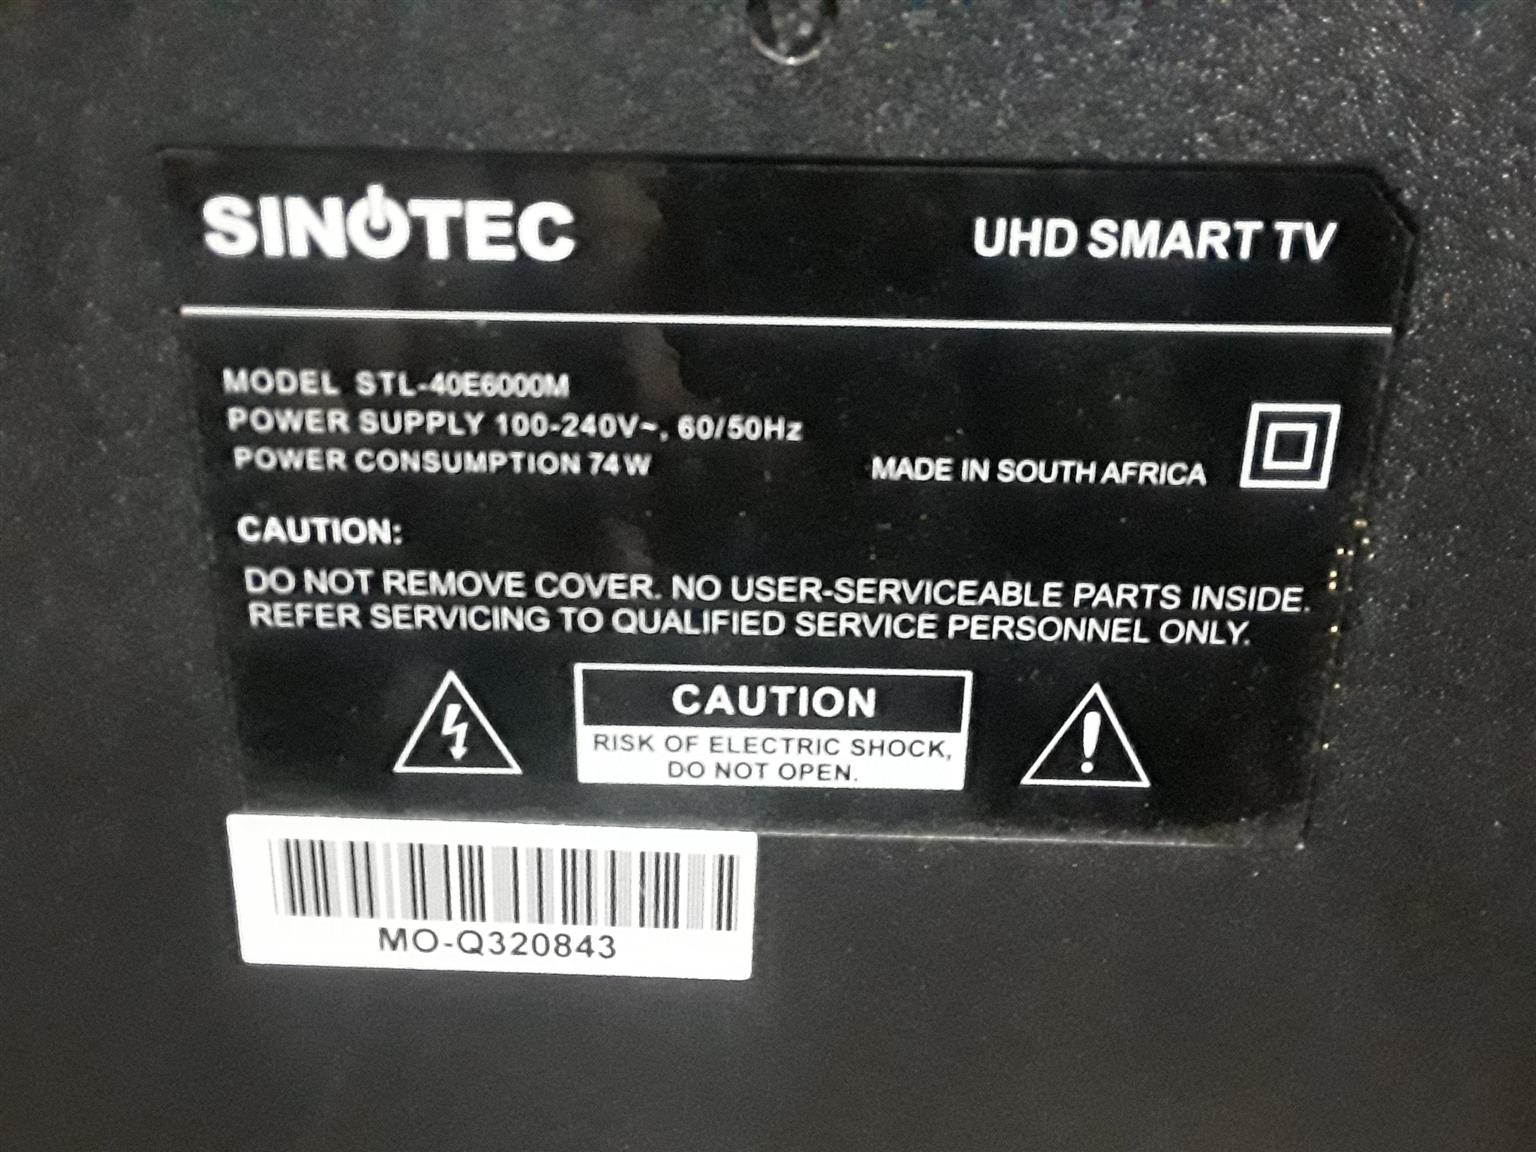 SINOTEC
UHD SMART TV
MODEL STL-40E6000M
POWER SUPPLY 100-240V~, 60/50Hz
POWER CONSUMPTION 74W
MADE IN SOUTH AFRICA
CAUTION:
DO NOT REMOVE COVER. NO USER-SERVICEABLE PARTS INSIDE.
REFER SERVICING TO QUALIFIED SERVICE PERSONNEL ONLY.
CAUTION
RISK OF ELECTRIC SHOCK,
DO NOT OPEN.
MO-Q320843